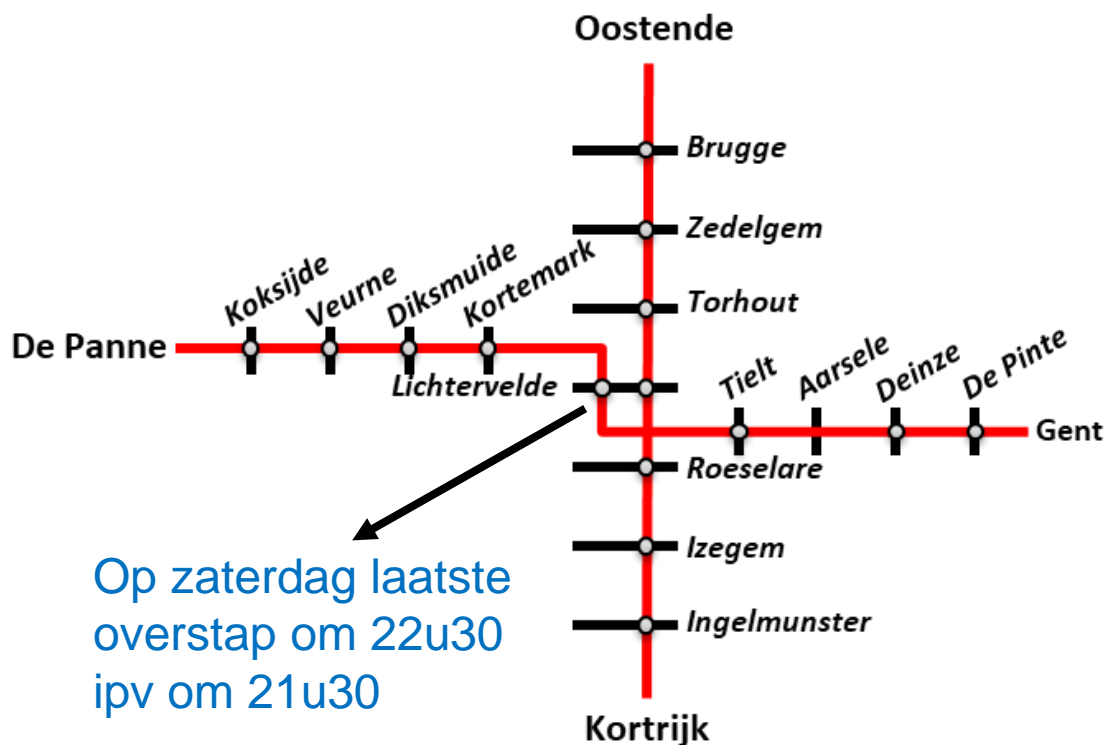 Oostende
Brugge
Zedelgem
Torhout
Koksijde
Veurne
Diksmuide
Kortemark
De Panne
Lichtervelde
Tielt
Aarsele
Deinze
De Pinte
Gent
Roeselare
Izegem
Ingelmunster
Kortrijk
Op zaterdag laatste
overstap om 22u30
ipv om 21u30